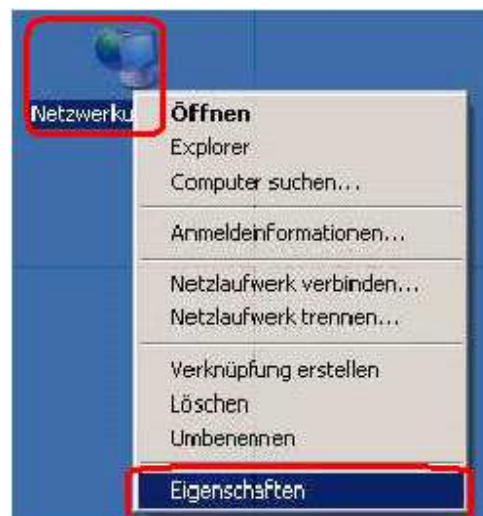 Netzwerku
Öffnen
Explorer
Computer suchen...
Anmeldeinformationen...
Netzlaufwerk verbinden...
Netzlaufwerk trennen...
Verknüpfung erstellen
Löschen
Umbenennen
Eigenschaften